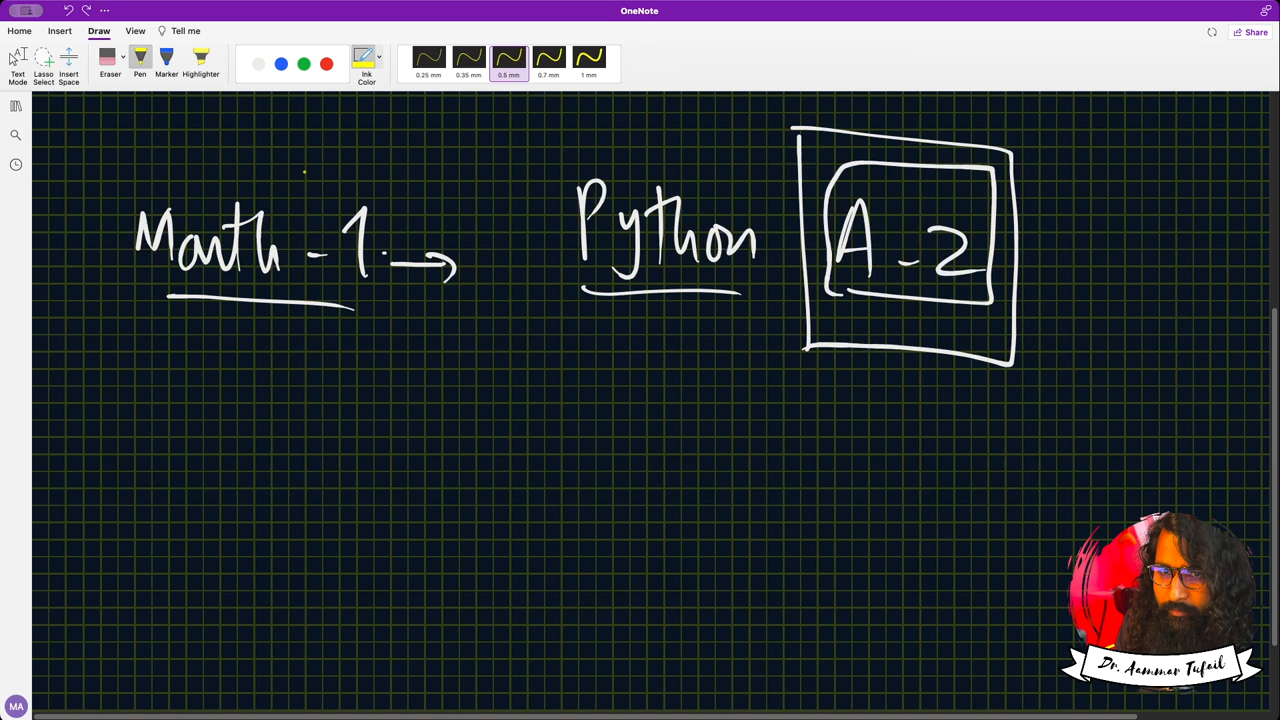 OneNote
Home Insert Draw View Tell me
Share
Text Mode
Lasso Select
Insert Space
Eraser
Pen
Marker
Highlighter
Ink Color
0.25 mm 0.35 mm 0.5 mm 0.7 mm 1 mm
Math - 1 → Python A - 2
Dr. Aammar Tufail
MA